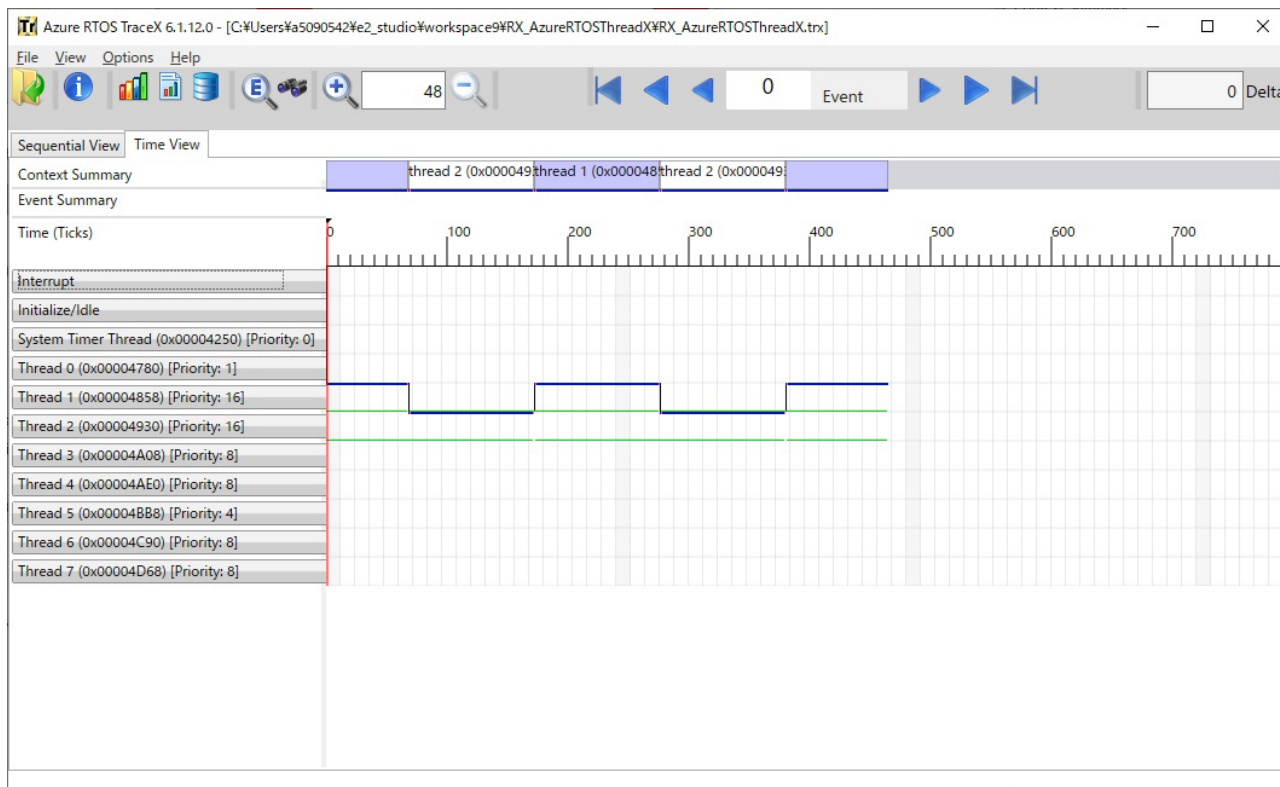 Azure RTOS TraceX 6.1.12.0 - [C:¥Users¥a5090542¥e2_studio¥workspace9¥RX_AzureRTOSThreadX¥RX_AzureRTOSThreadX.trx]
File View Options Help
48 0 Event 0 Delta
Sequential View Time View
Context Summary thread 2 (0x000049 thread 1 (0x000048 thread 2 (0x000049
Event Summary
Time (Ticks) 0 100 200 300 400 500 600 700
Interrupt
Initialize/Idle
System Timer Thread (0x00004250) [Priority: 0]
Thread 0 (0x00004780) [Priority: 1]
Thread 1 (0x00004858) [Priority: 16]
Thread 2 (0x00004930) [Priority: 16]
Thread 3 (0x00004A08) [Priority: 8]
Thread 4 (0x00004AE0) [Priority: 8]
Thread 5 (0x00004BB8) [Priority: 4]
Thread 6 (0x00004C90) [Priority: 8]
Thread 7 (0x00004D68) [Priority: 8]